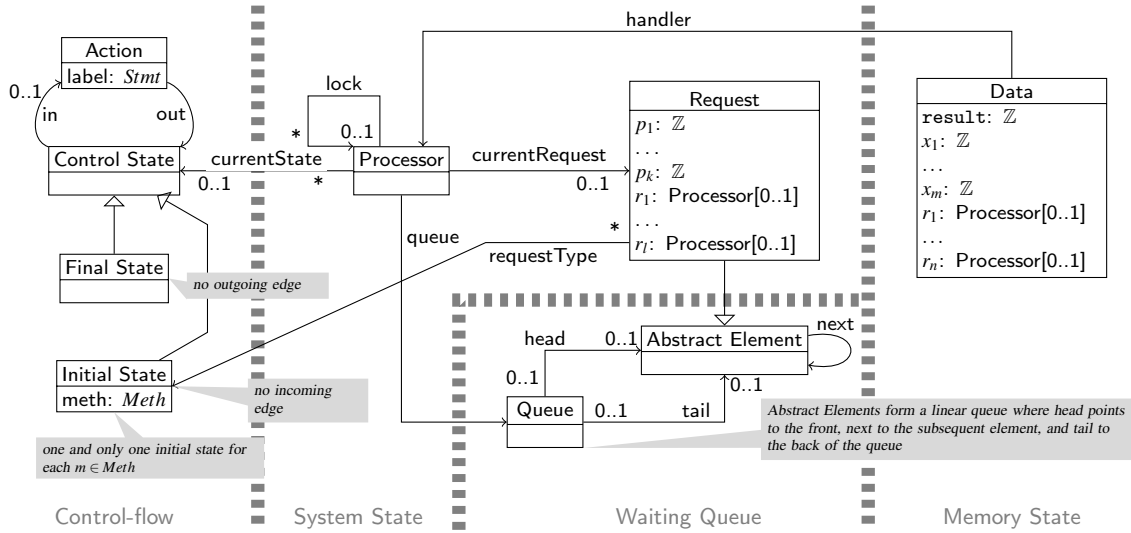 handler
Action
label: Stmt
0..1
in
out
lock
*
0..1
Request
p₁: ℤ
...
pₖ: ℤ
r₁: Processor[0..1]
...
rₗ: Processor[0..1]
Data
result: ℤ
x₁: ℤ
...
xₘ: ℤ
r₁: Processor[0..1]
...
rₙ: Processor[0..1]
Control State
currentState
0..1
*
Processor
currentRequest
0..1
queue
*
requestType
Final State
no outgoing edge
Initial State
meth: Meth
no incoming
edge
one and only one initial state for
each m ∈ Meth
head
0..1
0..1
Abstract Element
next
Queue
0..1
tail
0..1
Abstract Elements form a linear queue where head points
to the front, next to the subsequent element, and tail to
the back of the queue
Control-flow
System State
Waiting Queue
Memory State